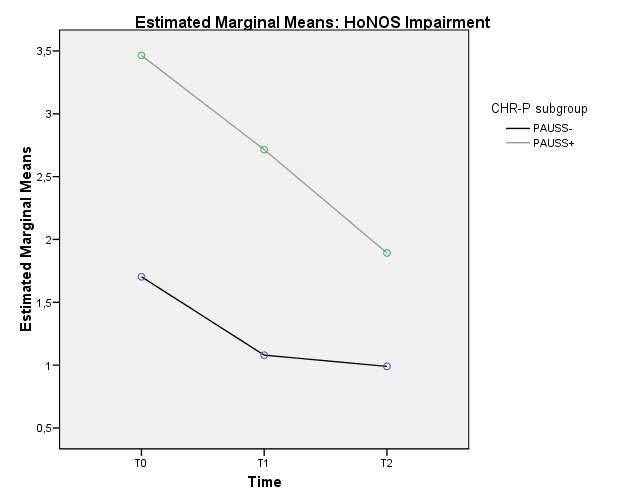 Estimated Marginal Means: HoNOS Impairment
Estimated Marginal Means
3,5
3
2,5
2
1,5
1
0,5
T0
T1
T2
Time
CHR-P subgroup
PAUSS-
PAUSS+